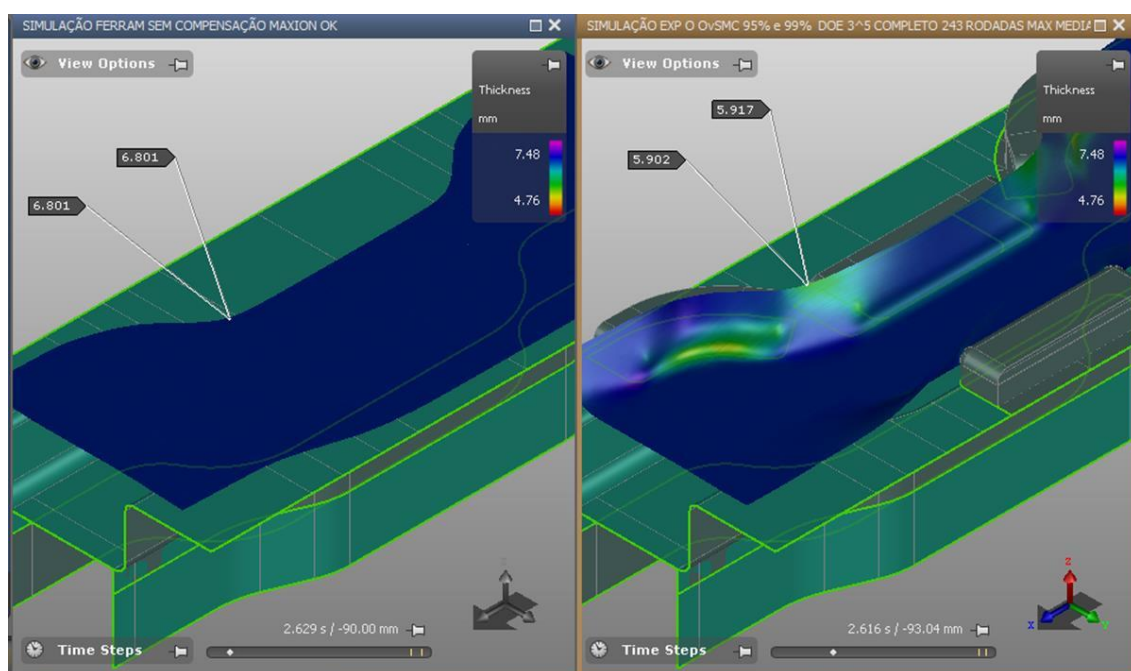 SIMULAÇÃO FERRAM SEM COMPENSAÇÃO MAXION OK
View Options
Thickness
mm
7.48
4.76
6.801
6.801
2.629 s / -90.00 mm
Time Steps
SIMULAÇÃO EXP O OvSMC 95% e 99% DOE 3^5 COMPLETO 243 RODADAS MAX MEDIA
View Options
Thickness
mm
7.48
4.76
5.917
5.902
Z
X
Y
2.616 s / -93.04 mm
Time Steps